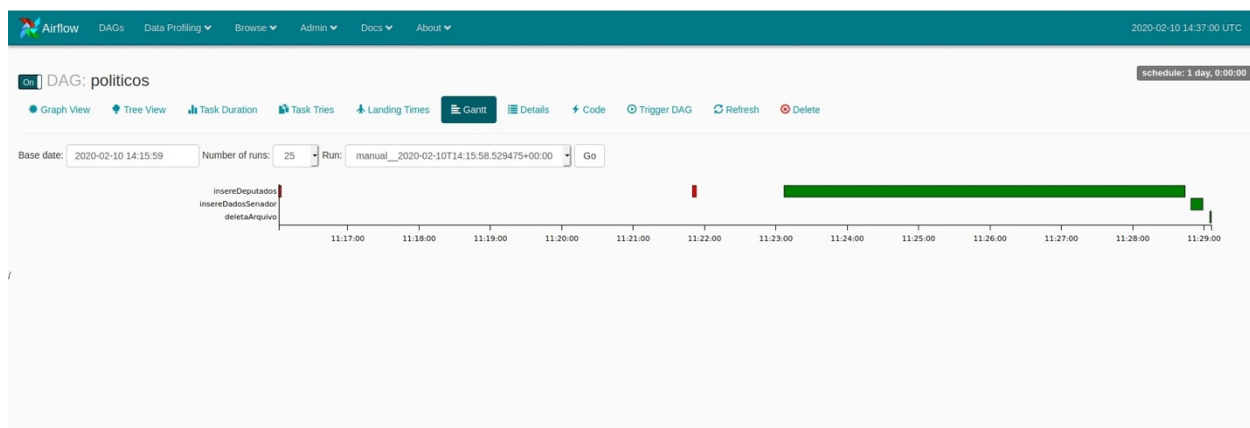 Airflow DAGs Data Profiling Browse Admin Docs About 2020-02-10 14:37:00 UTC
On DAG: politicos schedule: 1 day, 0:00:00
Graph View Tree View Task Duration Task Tries Landing Times Gantt Details Code Trigger DAG Refresh Delete
Base date: 2020-02-10 14:15:59 Number of runs: 25 Run: manual__2020-02-10T14:15:58.529475+00:00 Go
insereDeputados
insereDadosSenador
deletaArquivo
11:17:00 11:18:00 11:19:00 11:20:00 11:21:00 11:22:00 11:23:00 11:24:00 11:25:00 11:26:00 11:27:00 11:28:00 11:29:00
/